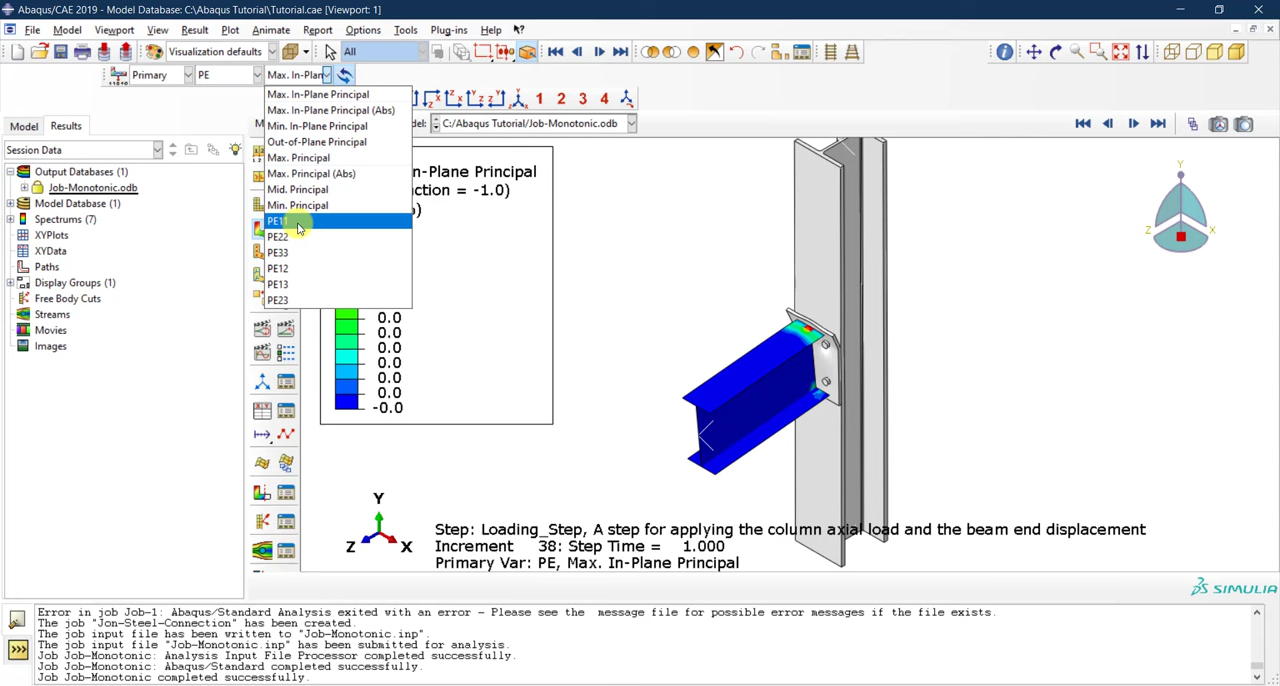 Abaqus/CAE 2019 - Model Database: C:\Abaqus Tutorial\Tutorial.cae [Viewport: 1]
File Model Viewport View Result Plot Animate Report Options Tools Plug-ins Help
Visualization defaults All
Primary PE Max. In-Plan
Max. In-Plane Principal
Max. In-Plane Principal (Abs)
Min. In-Plane Principal
Out-of-Plane Principal
Max. Principal
Max. Principal (Abs)
Mid. Principal
Min. Principal
PE11
PE22
PE33
PE12
PE13
PE23
1 2 3 4
Model Results
del: C:/Abaqus Tutorial/Job-Monotonic.odb
Session Data
Output Databases (1)
Job-Monotonic.odb
Model Database (1)
Spectrums (7)
XYPlots
XYData
Paths
Display Groups (1)
Free Body Cuts
Streams
Movies
Images
n-Plane Principal
ction = -1.0)
0.0
0.0
0.0
0.0
0.0
-0.0
Y
Z X
Y
Z X
Step: Loading_Step, A step for applying the column axial load and the beam end displacement
Increment 38: Step Time = 1.000
Primary Var: PE, Max. In-Plane Principal
SIMULIA
Error in job Job-1: Abaqus/Standard Analysis exited with an error - Please see the message file for possible error messages if the file exists.
The job "Jon-Steel-Connection" has been created.
The job input file has been written to "Job-Monotonic.inp".
The job input file "Job-Monotonic.inp" has been submitted for analysis.
Job Job-Monotonic: Analysis Input File Processor completed successfully.
Job Job-Monotonic: Abaqus/Standard completed successfully.
Job Job-Monotonic completed successfully.